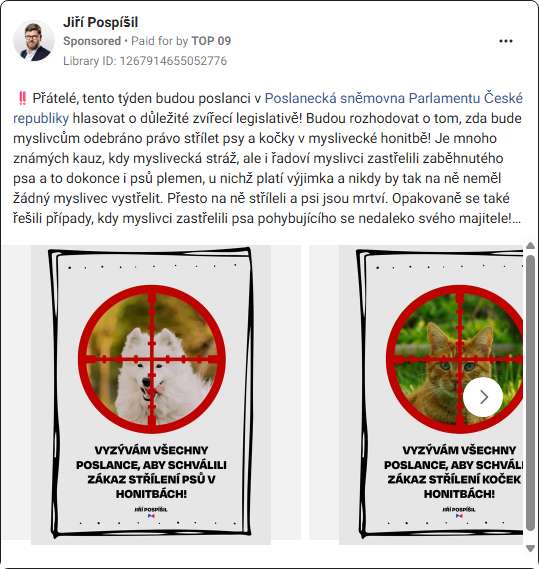 Jiří Pospíšil
Sponsored • Paid for by TOP 09
Library ID: 1267914655052776
‼️ Přátelé, tento týden budou poslanci v Poslanecká sněmovna Parlamentu České
republiky hlasovat o důležité zvířecí legislativě! Budou rozhodovat o tom, zda bude
myslivcům odebráno právo střílet psy a kočky v myslivecké honitbě! Je mnoho
známých kauz, kdy myslivecká stráž, ale i řadoví myslivci zastřelili zaběhnutého
psa a to dokonce i psů plemen, u nichž platí výjimka a nikdy by tak na ně neměl
žádný myslivec vystřelit. Přesto na ně stříleli a psi jsou mrtví. Opakovaně se také
řešili případy, kdy myslivci zastřelili psa pohybujícího se nedaleko svého majitele!...
VYZÝVÁM VŠECHNY
POSLANCE, ABY SCHVÁLILI
ZÁKAZ STŘÍLENÍ PSŮ V
HONITBÁCH!
JIŘÍ POSPÍŠIL
VYZÝVÁM VŠECHNY
POSLANCE, ABY SCHVÁLI
ZÁKAZ STŘÍLENÍ KOČEK
HONITBÁCH!
JIŘÍ POSPÍŠIL